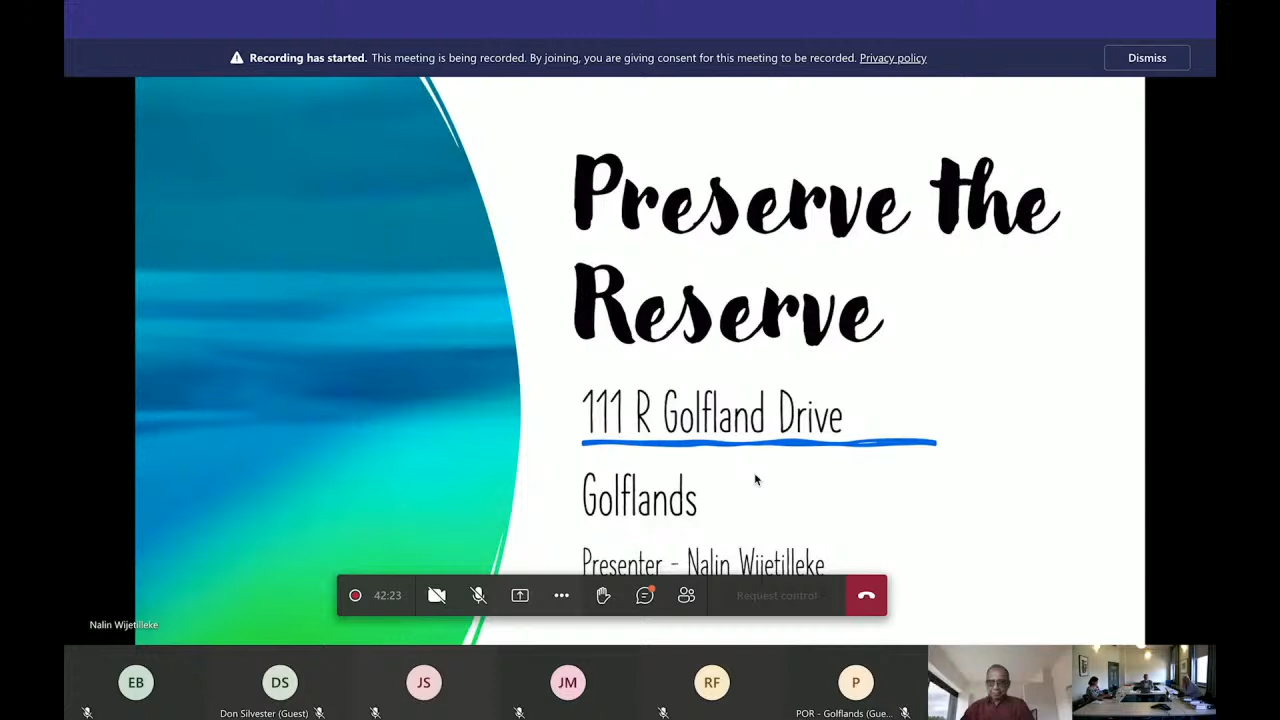 Recording has started. This meeting is being recorded. By joining, you are giving consent for this meeting to be recorded. Privacy policy
Dismiss
Preserve the
Reserve
111 R Golfland Drive
Golflands
Presenter - Nalin Wijetilleke
42:23
Request control
Nalin Wijetilleke
EB
DS
JS
JM
RF
P
Don Silvester (Guest)
POR - Golflands (Gue...